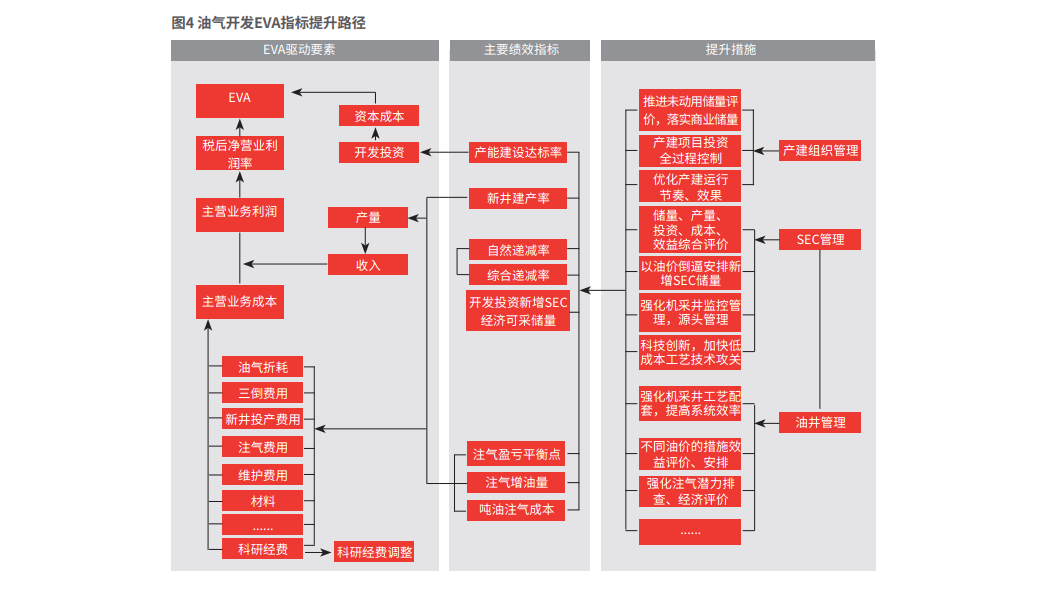 图4 油气开发EVA指标提升路径
EVA驱动要素
EVA
资本成本
税后净营业利
润率
开发投资
主营业务利润
产量
收入
主营业务成本
油气折耗
三倒费用
新井投产费用
注气费用
维护费用
材料
......
科研经费
科研经费调整
主要绩效指标
产能建设达标率
新井建产率
自然递减率
综合递减率
开发投资新增SEC
经济可采储量
注气盈亏平衡点
注气增油量
吨油注气成本
提升措施
推进未动用储量评
价，落实商业储量
产建项目投资
全过程控制
优化产建运行
节奏、效果
储量、产量、
投资、成本、
效益综合评价
以油价倒逼安排新
增SEC储量
强化机采井监控管
理，源头管理
科技创新，加快低
成本工艺技术攻关
强化机采井工艺配
套，提高系统效率
不同油价的措施效
益评价、安排
强化注气潜力排
查、经济评价
......
产建组织管理
SEC管理
油井管理